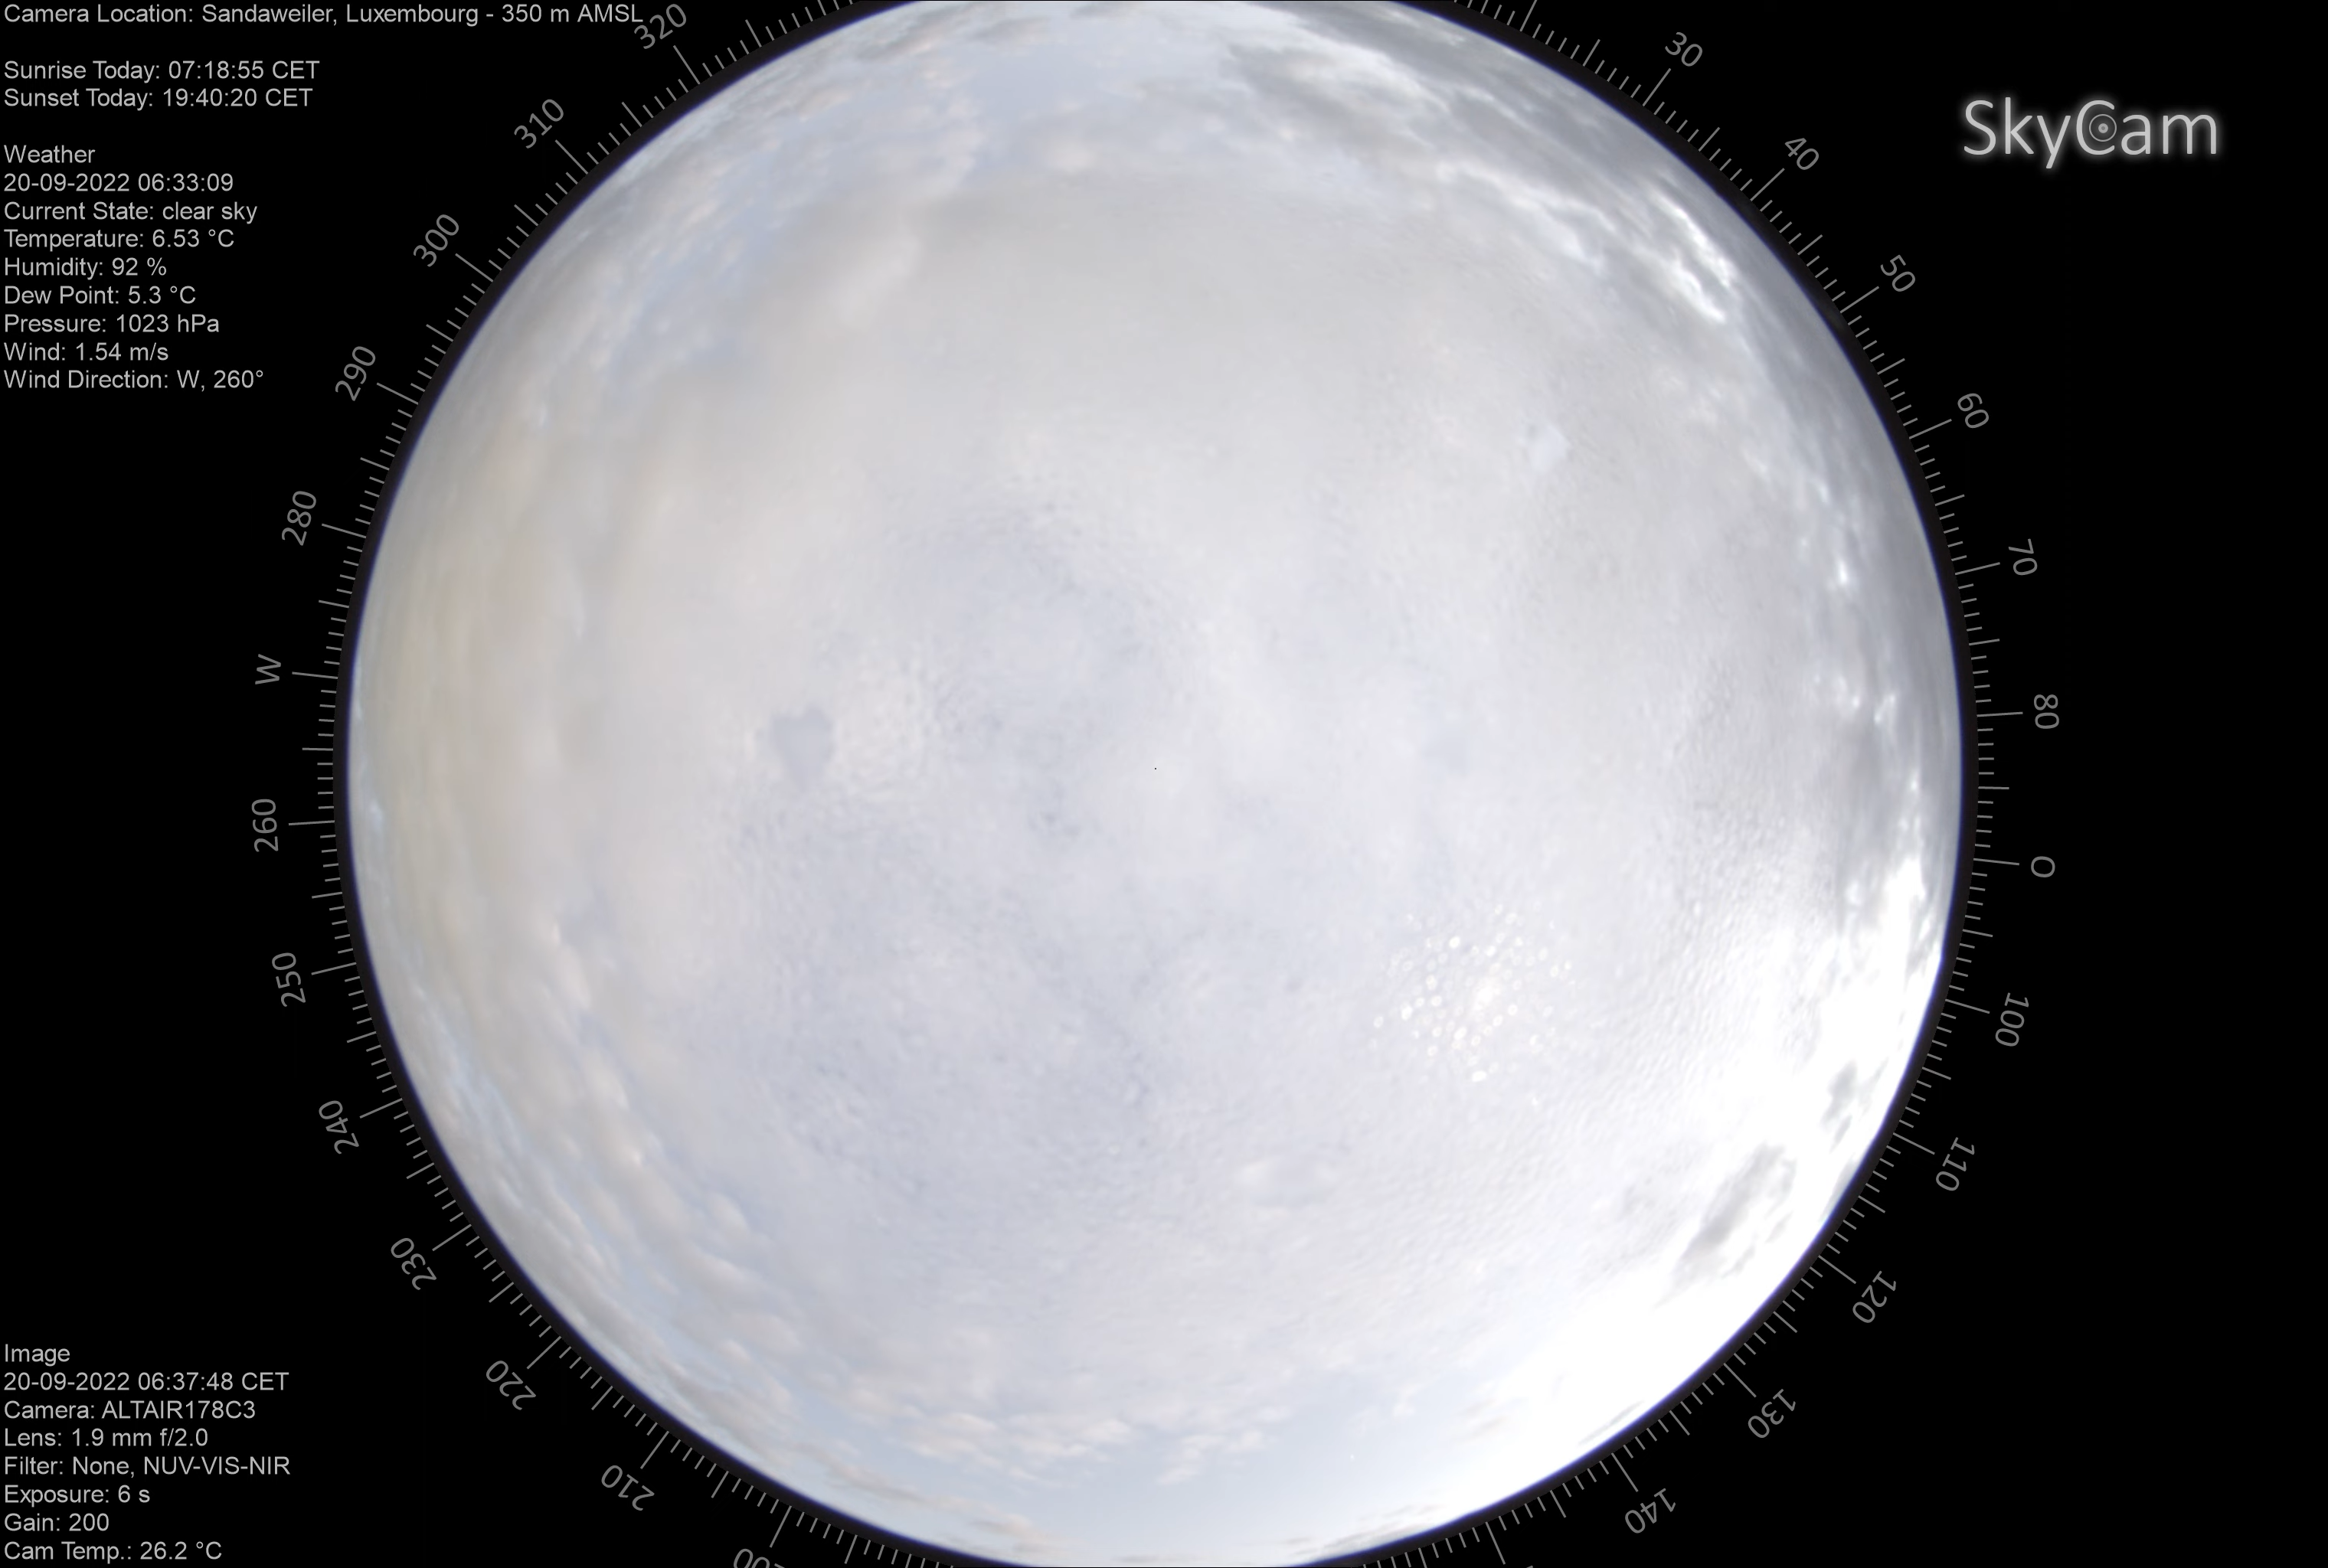 Camera Location: Sandaweiler, Luxembourg - 350 m AMSL
Sunrise Today: 07:18:55 CET
Sunset Today: 19:40:20 CET
Weather
20-09-2022 06:33:09
Current State: clear sky
Temperature: 6.53 °C
Humidity: 92 %
Dew Point: 5.3 °C
Pressure: 1023 hPa
Wind: 1.54 m/s
Wind Direction: W, 260°
SkyCam
320
310
300
290
280
W
260
250
240
230
220
210
30
40
50
60
70
80
O
100
110
120
130
140
Image
20-09-2022 06:37:48 CET
Camera: ALTAIR178C3
Lens: 1.9 mm f/2.0
Filter: None, NUV-VIS-NIR
Exposure: 6 s
Gain: 200
Cam Temp.: 26.2 °C